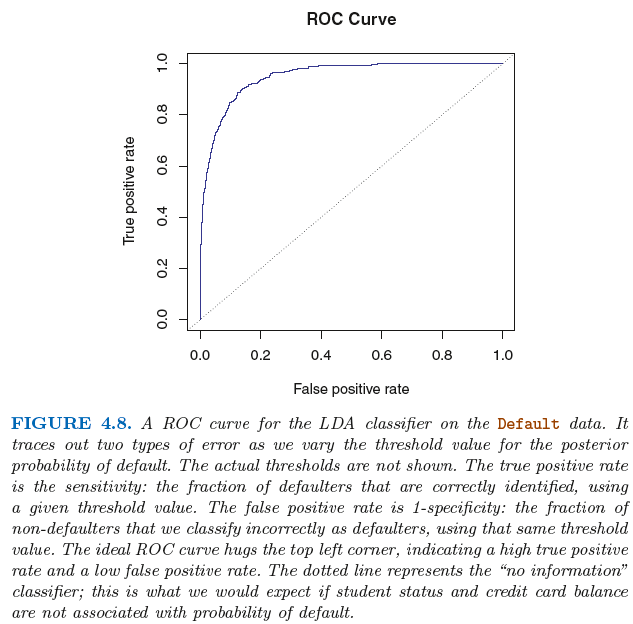 ROC Curve
True positive rate
1.0
0.8
0.6
0.4
0.2
0.0
0.0 0.2 0.4 0.6 0.8 1.0
False positive rate
FIGURE 4.8. A ROC curve for the LDA classifier on the Default data. It
traces out two types of error as we vary the threshold value for the posterior
probability of default. The actual thresholds are not shown. The true positive rate
is the sensitivity: the fraction of defaulters that are correctly identified, using
a given threshold value. The false positive rate is 1-specificity: the fraction of
non-defaulters that we classify incorrectly as defaulters, using that same threshold
value. The ideal ROC curve hugs the top left corner, indicating a high true positive
rate and a low false positive rate. The dotted line represents the “no information”
classifier; this is what we would expect if student status and credit card balance
are not associated with probability of default.